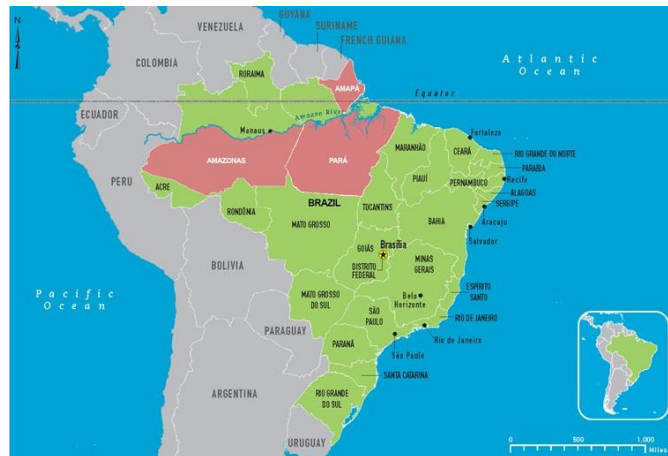 GUYANA
SURINAME
FRENCH GUIANA
VENEZUELA
N
COLOMBIA
Atlantic
Ocean
RORAIMA
AMAPÁ
Equator
ECUADOR
Amazon River
Manaus
Fortaleza
AMAZONAS
PARÁ
MARANHÃO
CEARÁ
RIO GRANDE DO NORTE
PARAÍBA
PERU
PIAUÍ
PERNAMBUCO
Recife
ACRE
ALAGOAS
BRAZIL
SERGIPE
RONDÔNIA
TOCANTINS
MATO GROSSO
BAHIA
Aracaju
Salvador
GOIÁS
Brasília
DISTRITO
FEDERAL
MINAS
GERAIS
BOLIVIA
Pacific
Ocean
MATO GROSSO
DO SUL
Belo
Horizonte
ESPÍRITO
SANTO
SÃO
PAULO
RIO DE JANEIRO
PARAGUAY
Rio de Janeiro
PARANÁ
São Paulo
SANTA CATARINA
ARGENTINA
RIO GRANDE
DO SUL
URUGUAY
0
500
1,000
Miles